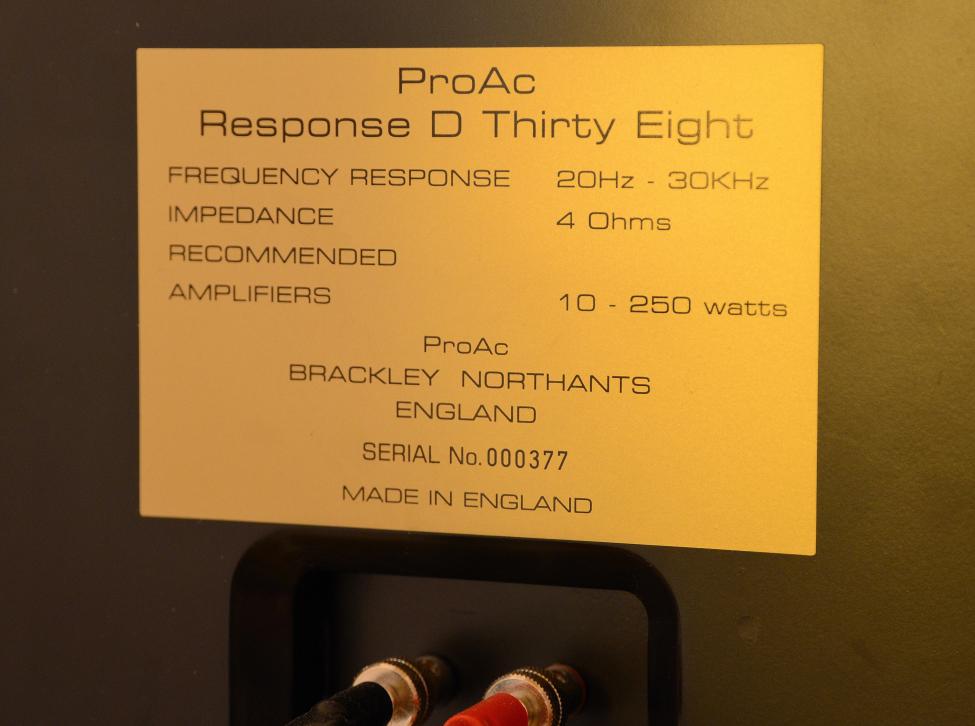 ProAc
Response D Thirty Eight
FREQUENCY RESPONSE 20Hz - 30KHz
IMPEDANCE 4 Ohms
RECOMMENDED
AMPLIFIERS 10 - 250 watts
ProAc
BRACKLEY NORTHANTS
ENGLAND
SERIAL No. 000377
MADE IN ENGLAND